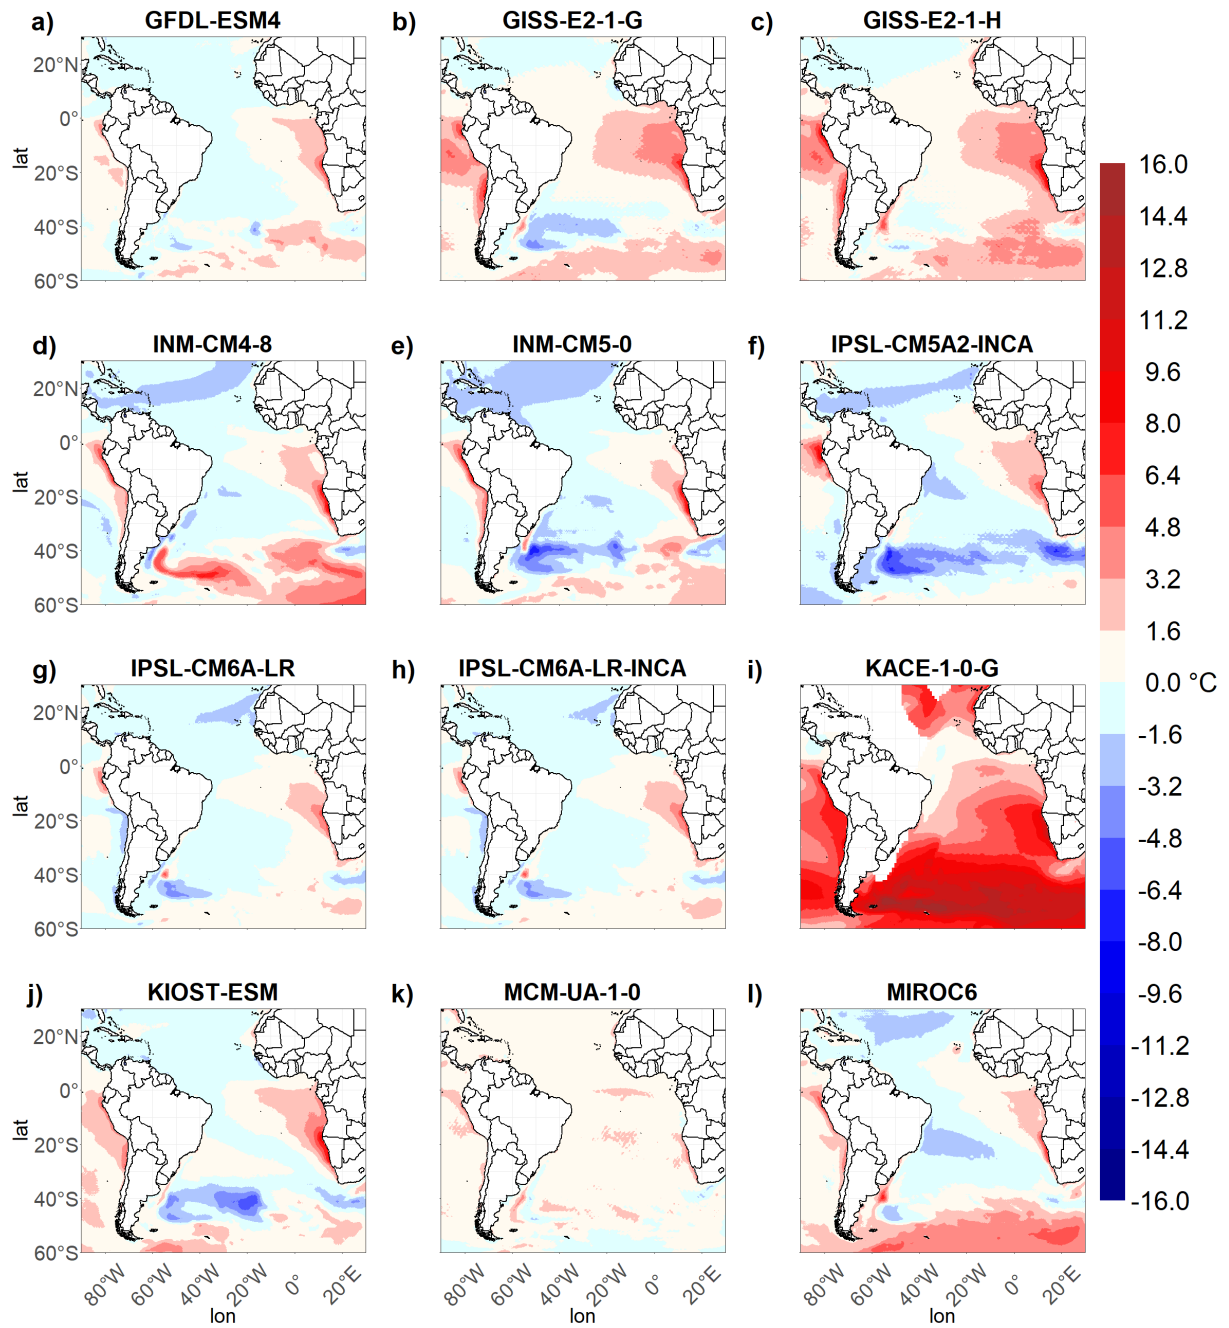 a) GFDL-ESM4 b) GISS-E2-1-G c) GISS-E2-1-H
20°N
0°
20°S
40°S
60°S
lat
d) INM-CM4-8 e) INM-CM5-0 f) IPSL-CM5A2-INCA
20°N
0°
20°S
40°S
60°S
lat
g) IPSL-CM6A-LR h) IPSL-CM6A-LR-INCA i) KACE-1-0-G
20°N
0°
20°S
40°S
60°S
lat
j) KIOST-ESM k) MCM-UA-1-0 l) MIROC6
20°N
0°
20°S
40°S
60°S
lat
80°W 60°W 40°W 20°W 0° 20°E 80°W 60°W 40°W 20°W 0° 20°E 80°W 60°W 40°W 20°W 0° 20°E
lon lon lon
16.0
14.4
12.8
11.2
9.6
8.0
6.4
4.8
3.2
1.6
0.0 °C
-1.6
-3.2
-4.8
-6.4
-8.0
-9.6
-11.2
-12.8
-14.4
-16.0